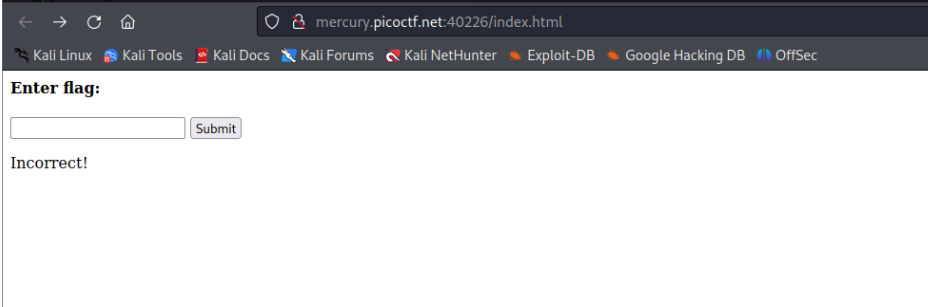 mercury.picoctf.net:40226/index.html
Kali Linux Kali Tools Kali Docs Kali Forums Kali NetHunter Exploit-DB Google Hacking DB OffSec
Enter flag:
Submit
Incorrect!